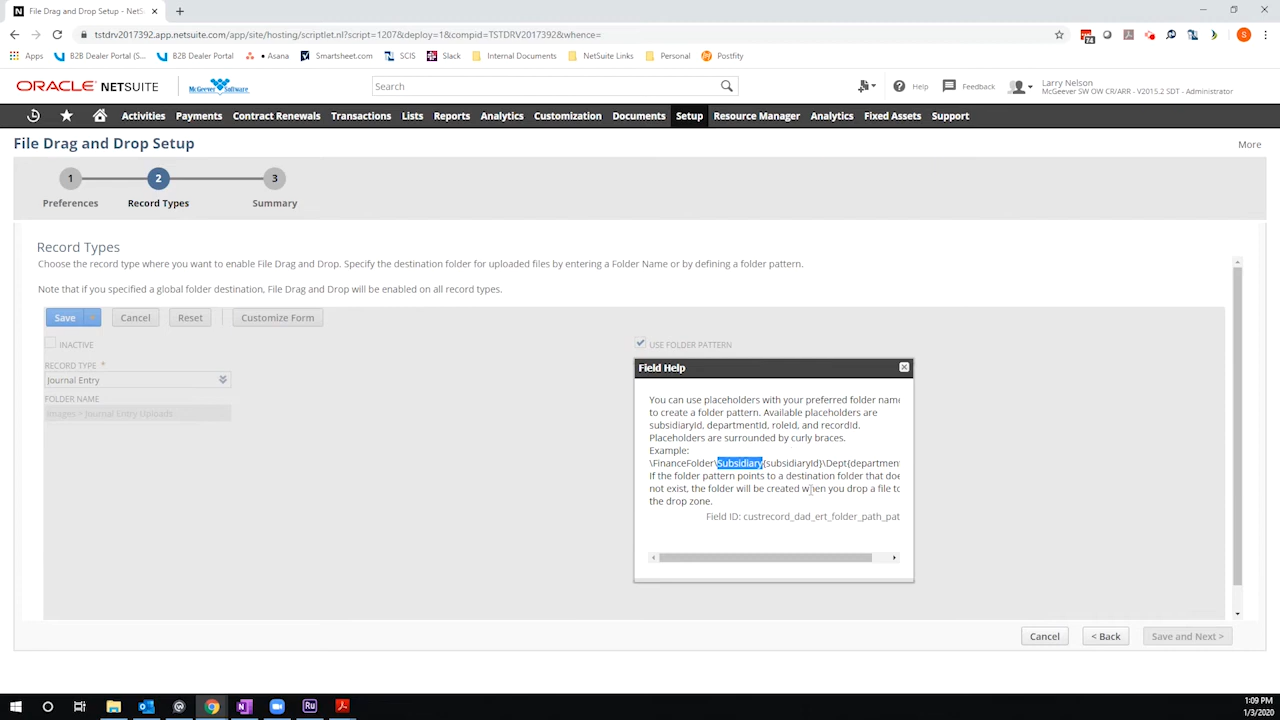 File Drag and Drop Setup - My B
tstdrv2017392.app.netsuite.com/app/site/hosting/scriptlet.nl?script=1207&deploy=1&compid=TSTDRV2017392&whence=
74
S
Apps
B2B Dealer Portal (S...
B2B Dealer Portal
Asana
Smartsheet.com
SCIS
Slack
Internal Documents
NetSuite Links
Personal
Postfity
ORACLE NETSUITE
McGeever Software
Search
Help
Feedback
Larry Nelson
McGeever SW OW CR/ARR - V2015.2 SDT - Administrator
Activities Payments Contract Renewals Transactions Lists Reports Analytics Customization Documents Setup Resource Manager Analytics Fixed Assets Support
File Drag and Drop Setup
More
1 2 3
Preferences Record Types Summary
Record Types
Choose the record type where you want to enable File Drag and Drop. Specify the destination folder for uploaded files by entering a Folder Name or by defining a folder pattern.
Note that if you specified a global folder destination, File Drag and Drop will be enabled on all record types.
Save
Cancel
Reset
Customize Form
INACTIVE
USE FOLDER PATTERN
RECORD TYPE *
Journal Entry
FOLDER NAME
Images > Journal Entry Uploads
Field Help
You can use placeholders with your preferred folder name
to create a folder pattern. Available placeholders are
subsidiaryId, departmentId, roleId, and recordId.
Placeholders are surrounded by curly braces.
Example:
\FinanceFolder\Subsidiary{subsidiaryId}\Dept{department
If the folder pattern points to a destination folder that doe
not exist, the folder will be created when you drop a file to
the drop zone.
Field ID: custrecord_dad_ert_folder_path_pat
Cancel
< Back
Save and Next >
1:09 PM
1/3/2020